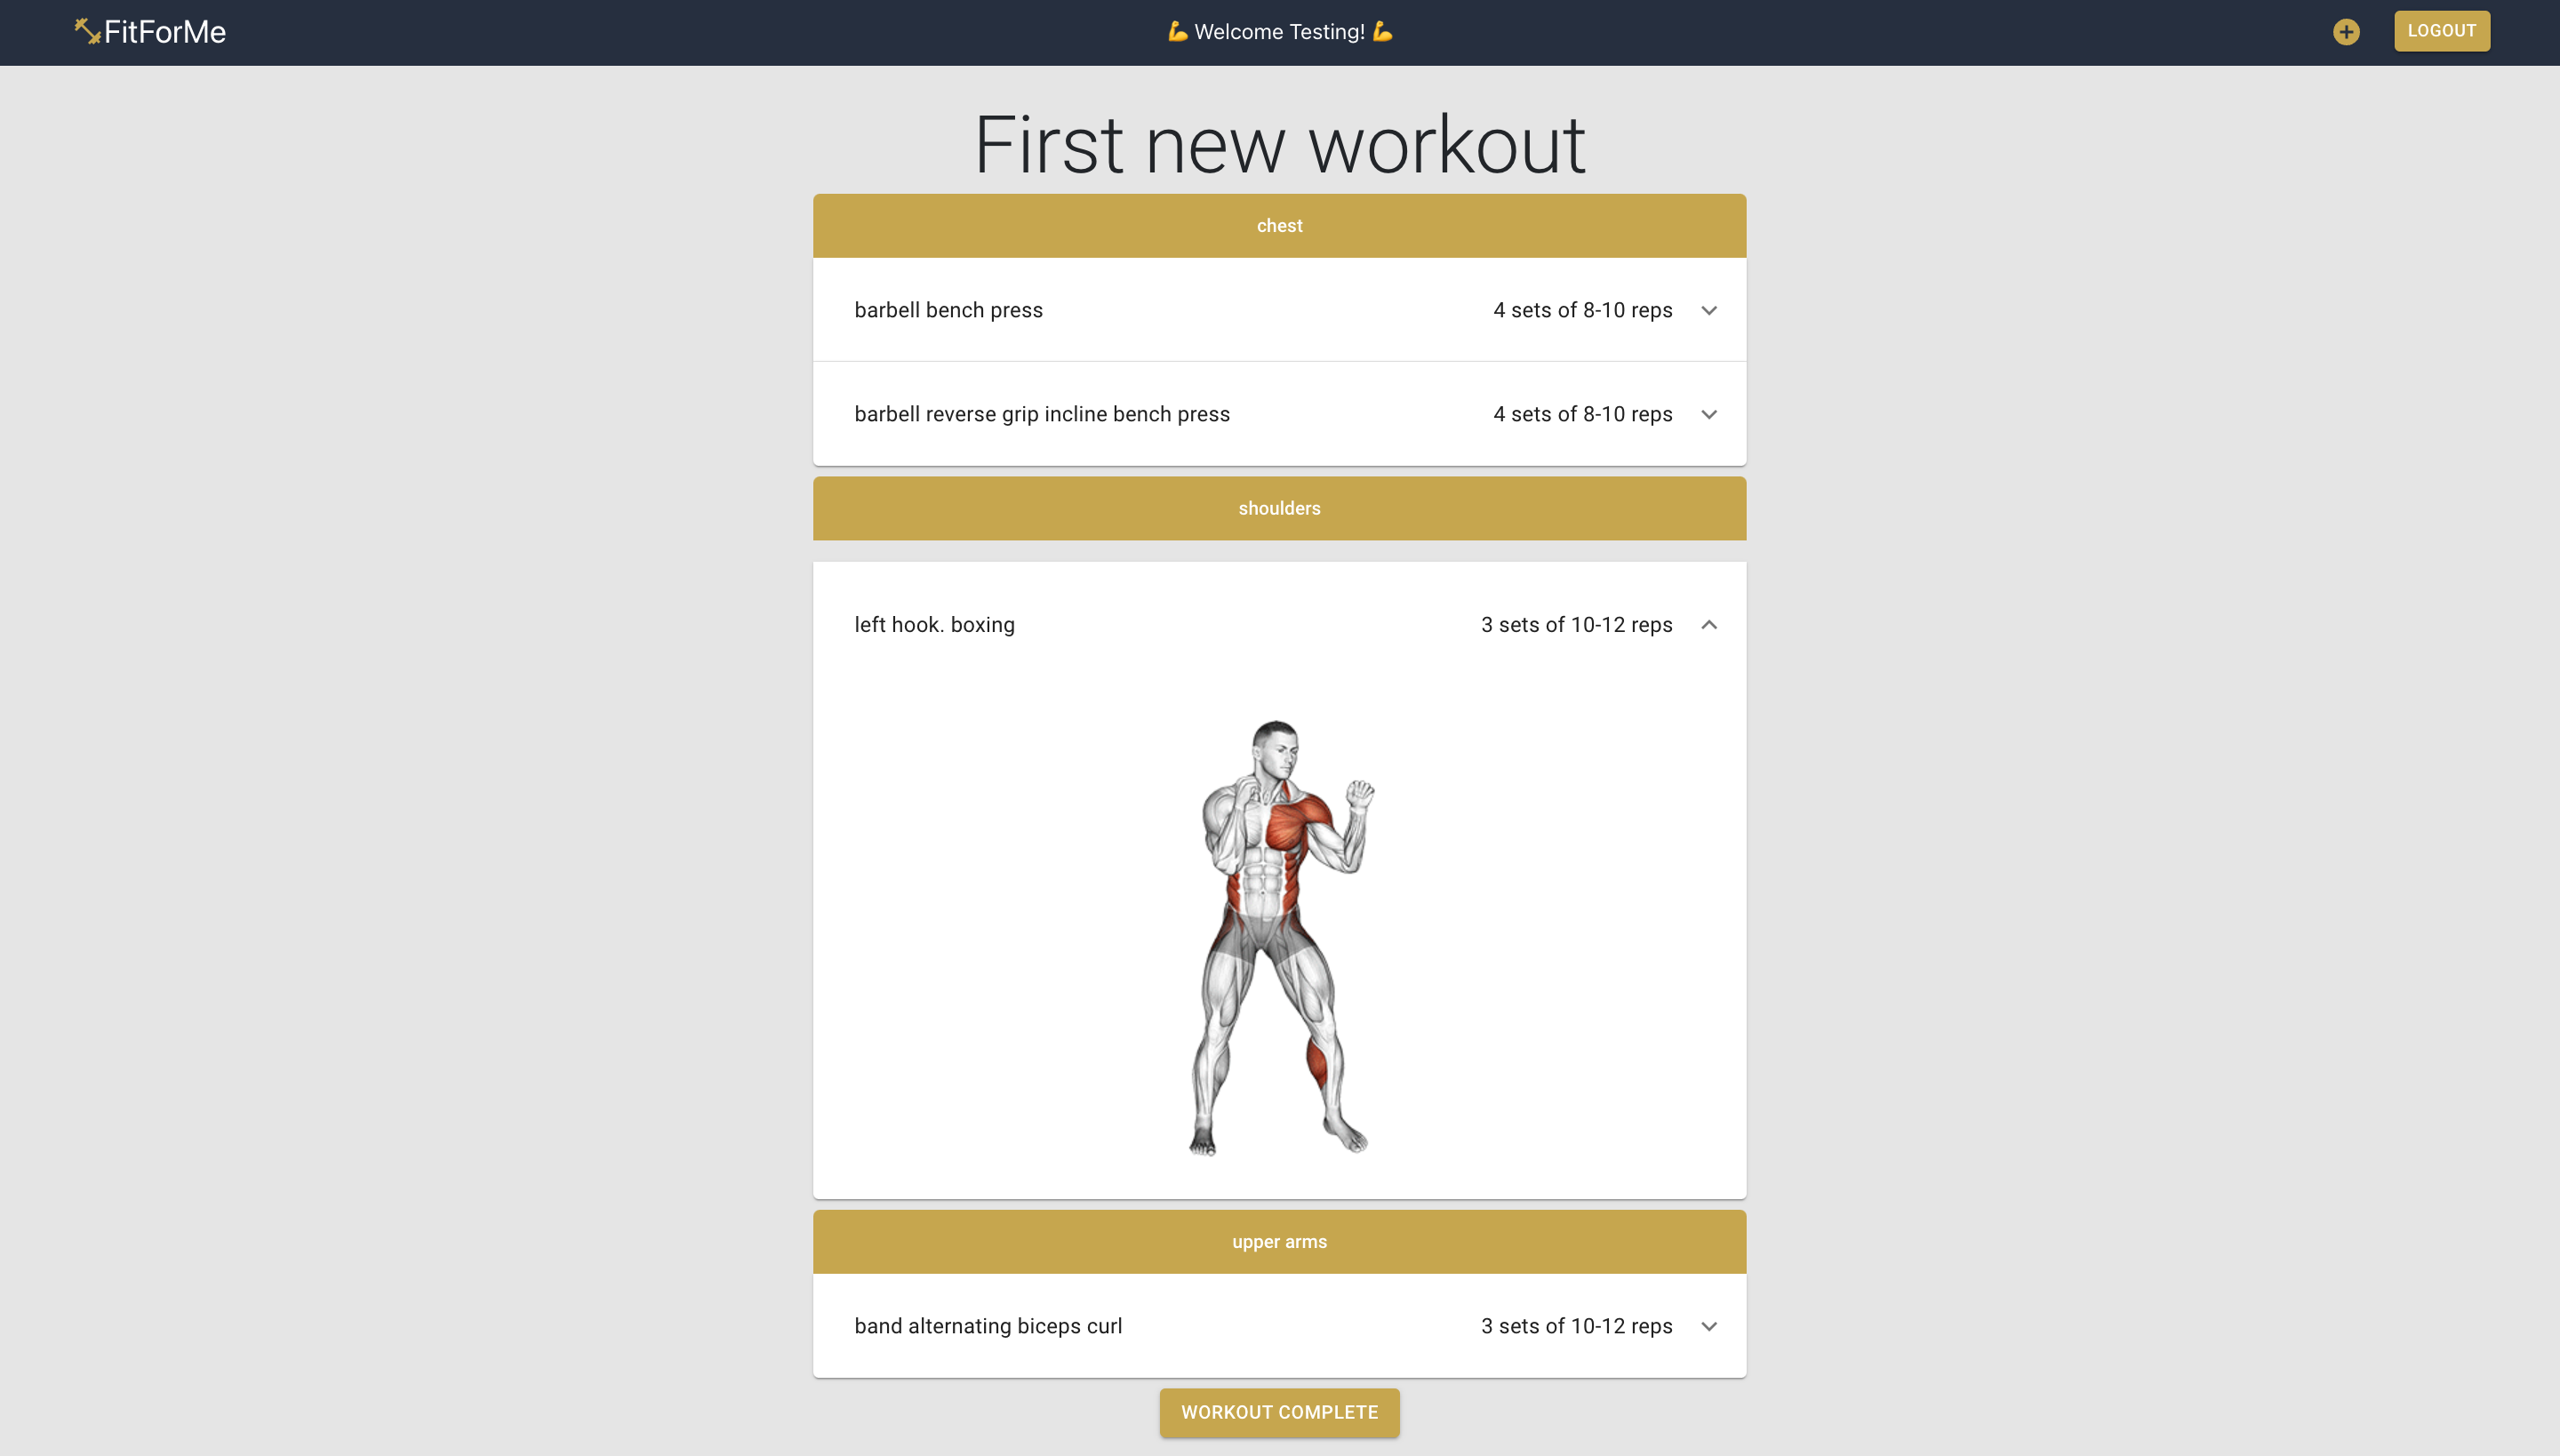 FitForMe
💪 Welcome Testing! 💪
LOGOUT
First new workout
chest
barbell bench press
4 sets of 8-10 reps
barbell reverse grip incline bench press
4 sets of 8-10 reps
shoulders
left hook. boxing
3 sets of 10-12 reps
upper arms
band alternating biceps curl
3 sets of 10-12 reps
WORKOUT COMPLETE